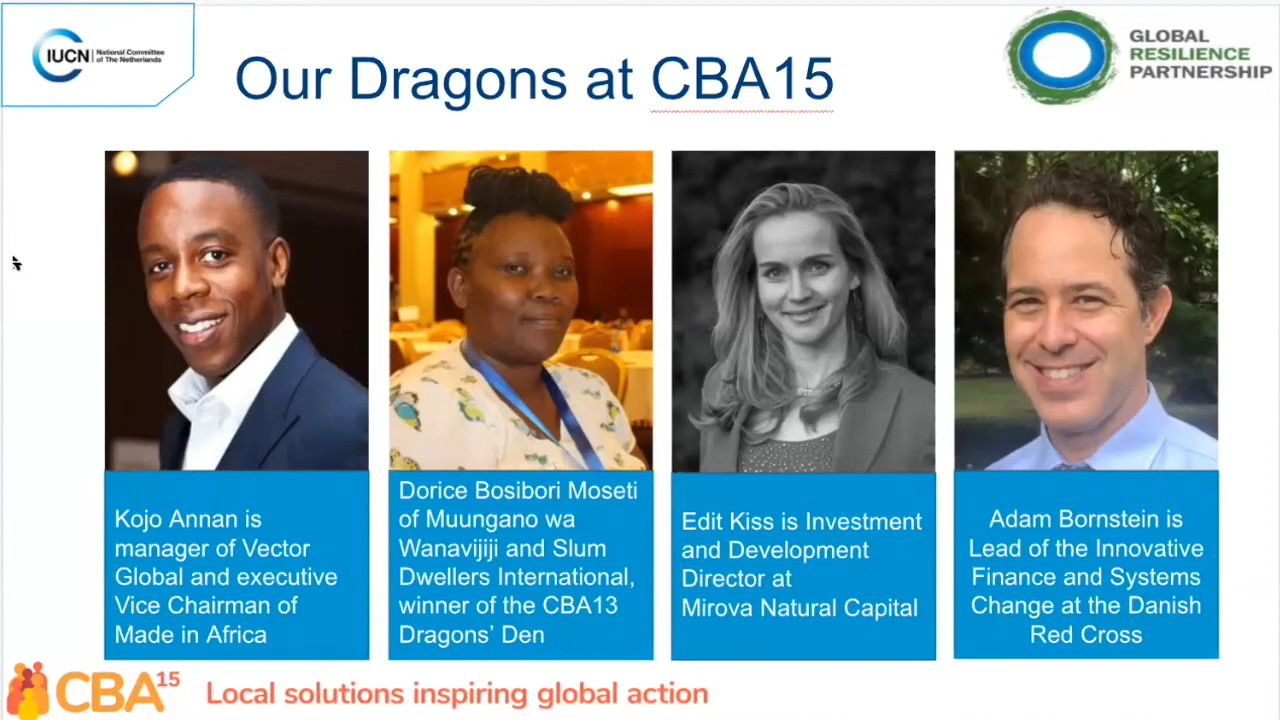 IUCN
National Committee
of The Netherlands
Our Dragons at CBA15
GLOBAL
RESILIENCE
PARTNERSHIP
Kojo Annan is
manager of Vector
Global and executive
Vice Chairman of
Made in Africa
Dorice Bosibori Moseti
of Muungano wa
Wanavijiji and Slum
Dwellers International,
winner of the CBA13
Dragons’ Den
Edit Kiss is Investment
and Development
Director at
Mirova Natural Capital
Adam Bornstein is
Lead of the Innovative
Finance and Systems
Change at the Danish
Red Cross
CBA15
Local solutions inspiring global action